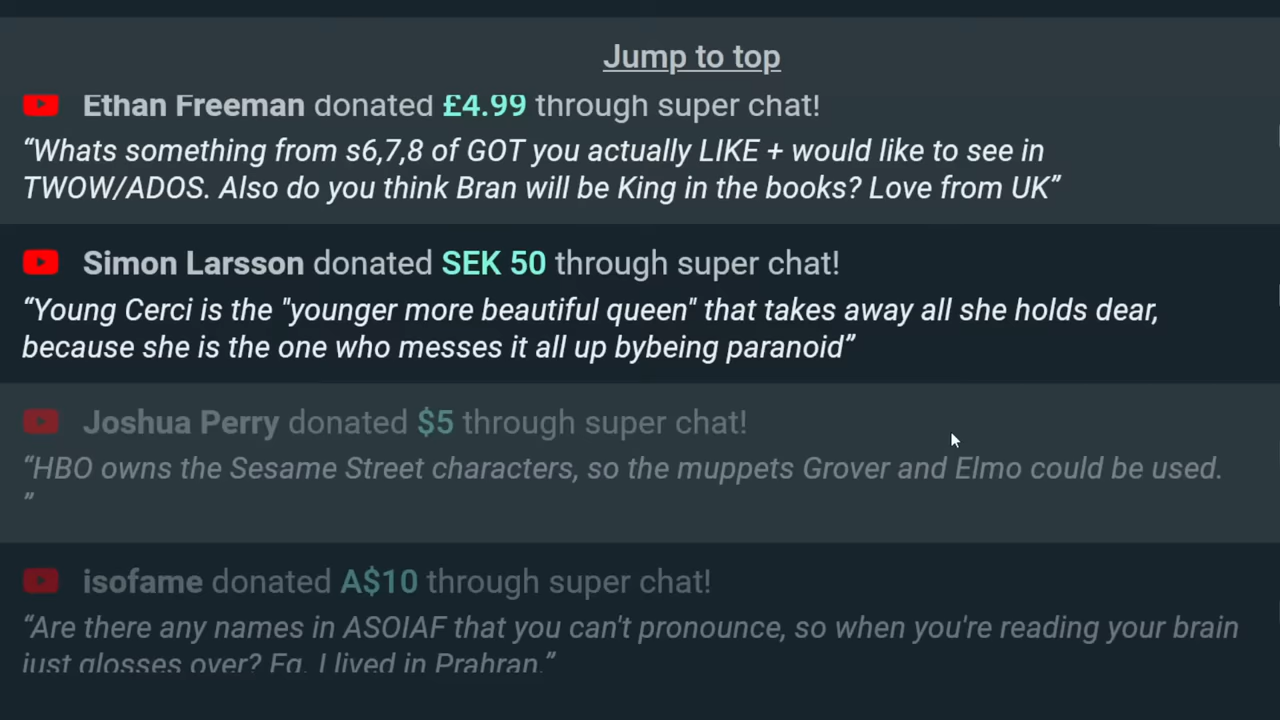 Jump to top
Ethan Freeman donated £4.99 through super chat!
“Whats something from s6,7,8 of GOT you actually LIKE + would like to see in
TWOW/ADOS. Also do you think Bran will be King in the books? Love from UK”
Simon Larsson donated SEK 50 through super chat!
“Young Cerci is the "younger more beautiful queen" that takes away all she holds dear,
because she is the one who messes it all up bybeing paranoid”
Joshua Perry donated $5 through super chat!
“HBO owns the Sesame Street characters, so the muppets Grover and Elmo could be used.
”
isofame donated A$10 through super chat!
“Are there any names in ASOIAF that you can't pronounce, so when you're reading your brain
just glosses over? Eg. I lived in Prahran.”